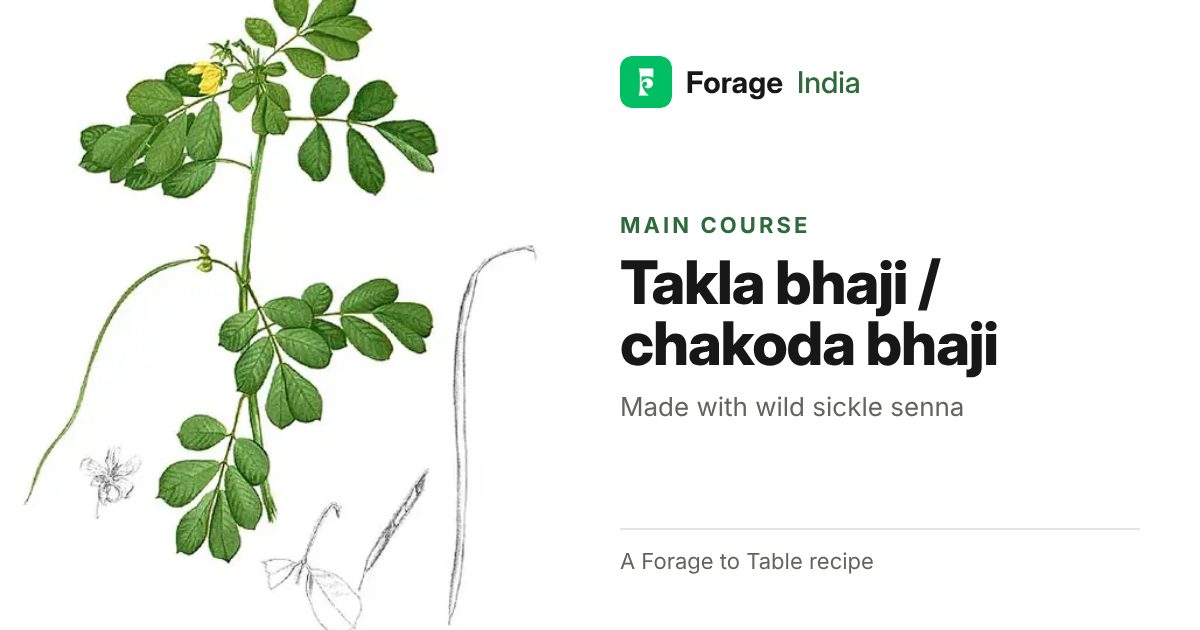 Forage India
MAIN COURSE
Takla bhaji /
chakoda bhaji
Made with wild sickle senna
A Forage to Table recipe